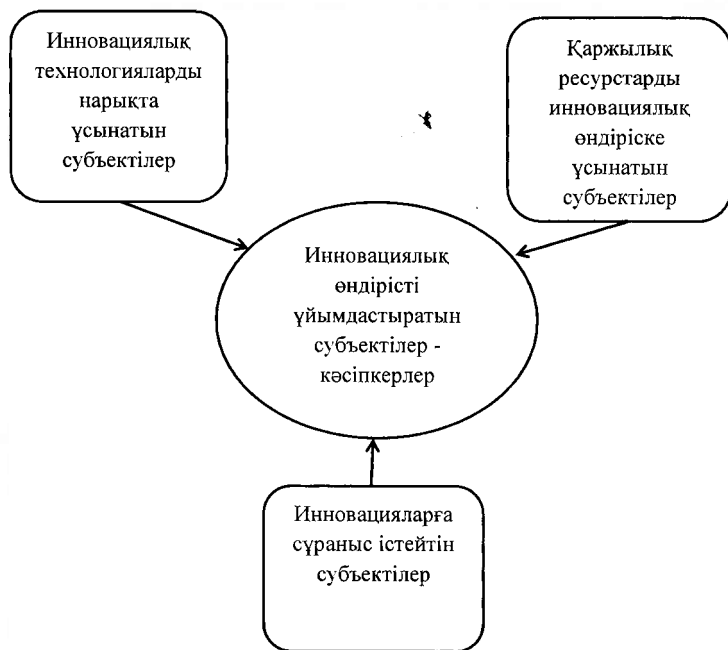 Инновациялық
технологияларды
нарықта
ұсынатын
субъектілер
Қаржылық
ресурстарды
инновациялық
өндіріске
ұсынатын
субъектілер
Инновациялық
өндірісті
ұйымдастыратын
субъектілер -
кәсіпкерлер
Инновацияларға
сұраныс істейтін
субъектілер